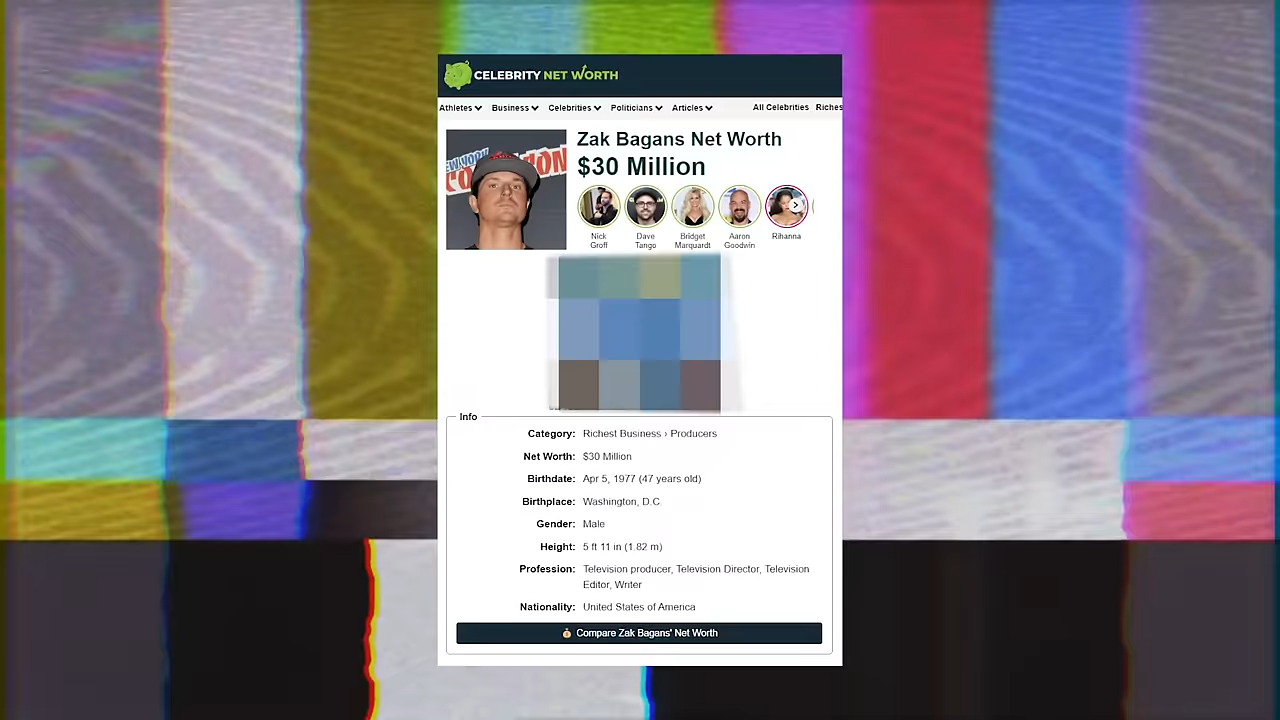 CELEBRITY NET WORTH
Athletes Business Celebrities Politicians Articles All Celebrities Riches
Zak Bagans Net Worth
$30 Million
NEW YORK
Nick Groff
Dave Tango
Bridget Marquardt
Aaron Goodwin
Rihanna
Info
Category: Richest Business › Producers
Net Worth: $30 Million
Birthdate: Apr 5, 1977 (47 years old)
Birthplace: Washington, D.C
Gender: Male
Height: 5 ft 11 in (1.82 m)
Profession: Television producer, Television Director, Television
Editor, Writer
Nationality: United States of America
Compare Zak Bagans' Net Worth